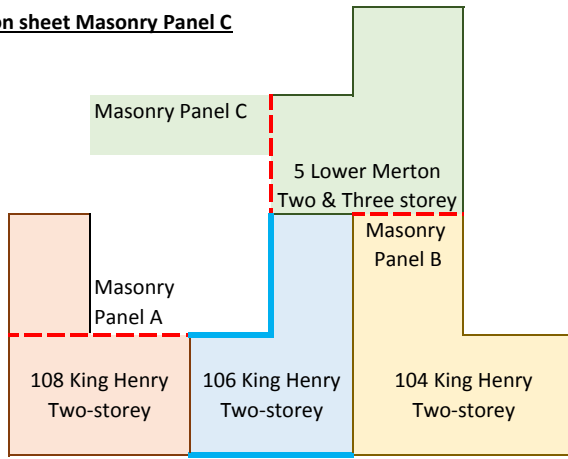 on sheet Masonry Panel C
Masonry Panel C
5 Lower Merton
Two & Three storey
Masonry
Panel B
Masonry
Panel A
108 King Henry
Two-storey
106 King Henry
Two-storey
104 King Henry
Two-storey